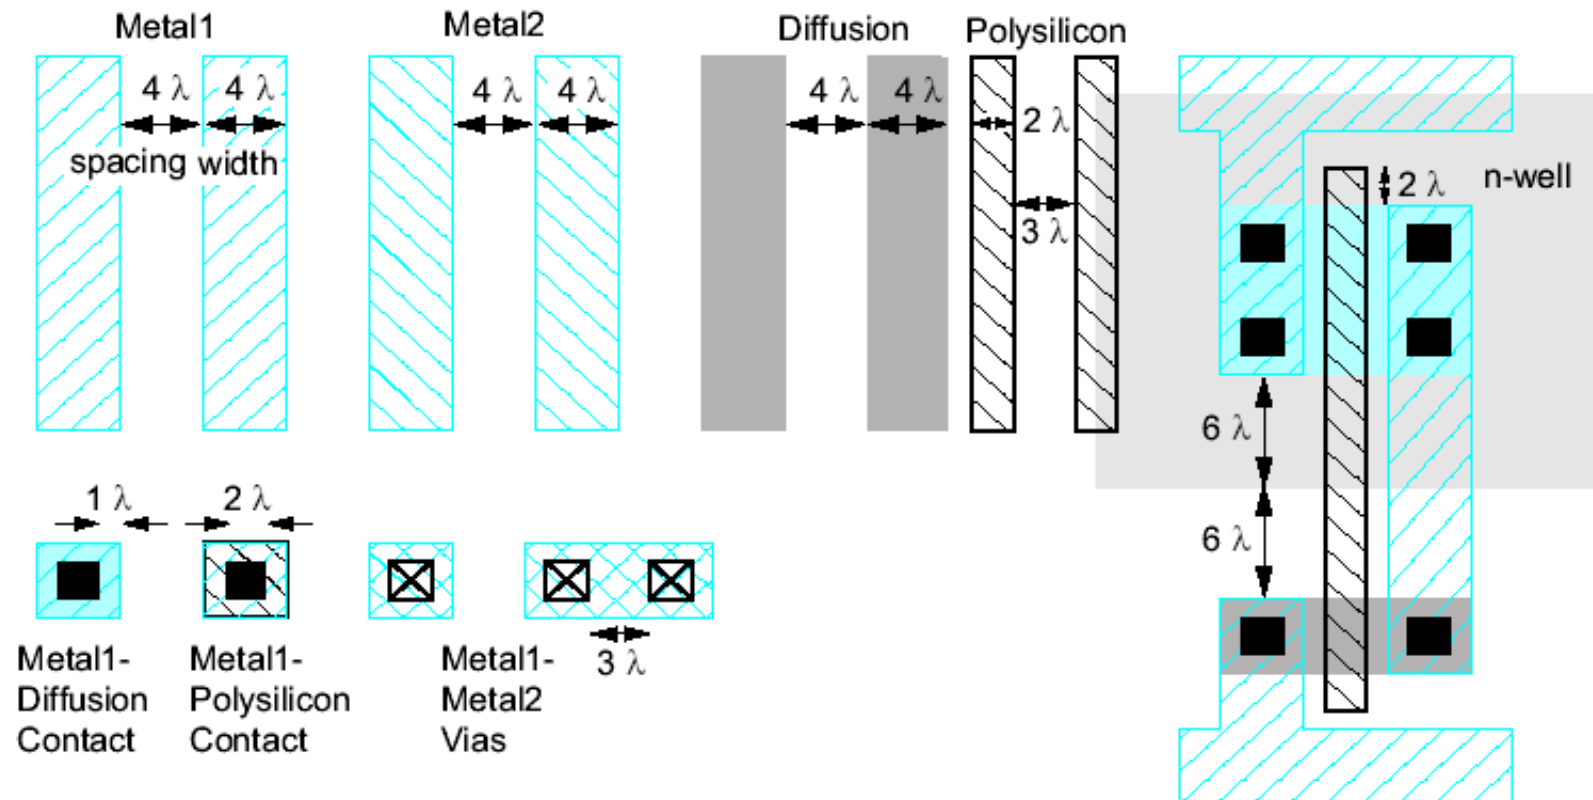 Metal1
Metal2
Diffusion
Polysilicon
4 λ
4 λ
4 λ
4 λ
4 λ
4 λ
2 λ
spacing width
3 λ
2 λ
n-well
6 λ
6 λ
1 λ
2 λ
3 λ
Metal1-
Diffusion
Contact
Metal1-
Polysilicon
Contact
Metal1-
Metal2
Vias